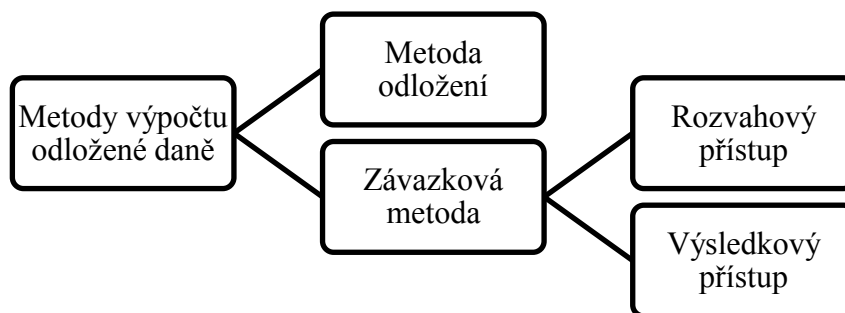 Metody výpočtu
odložené daně
Metoda
odložení
Závazková
metoda
Rozvahový
přístup
Výsledkový
přístup